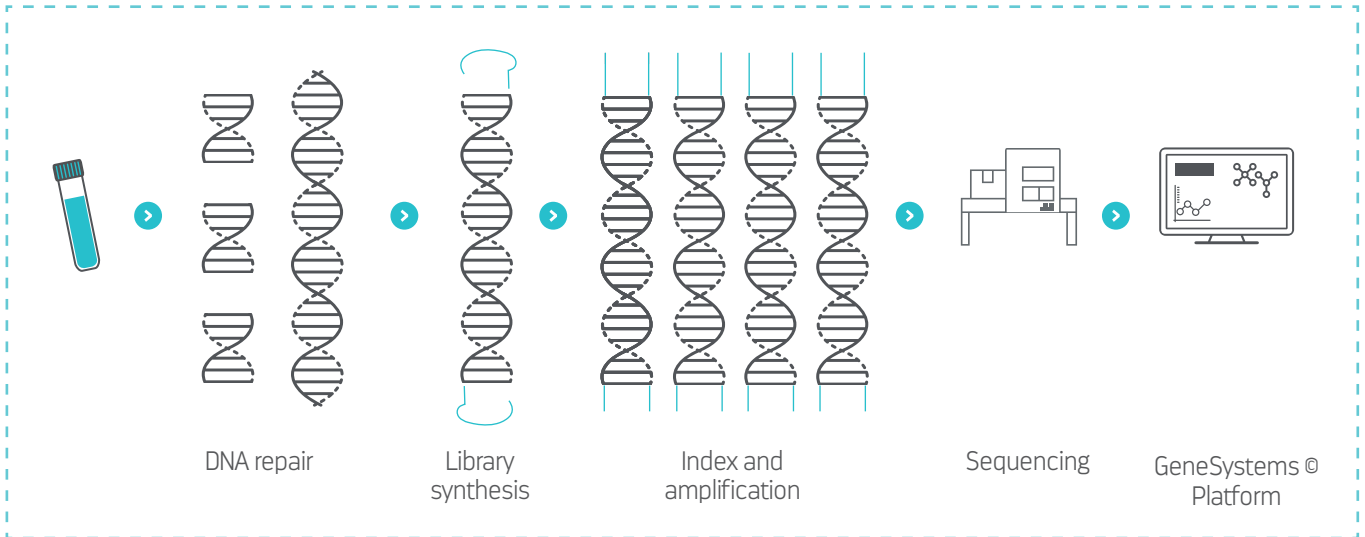 DNA repair
Library
synthesis
Index and
amplification
Sequencing
GeneSystems ©
Platform